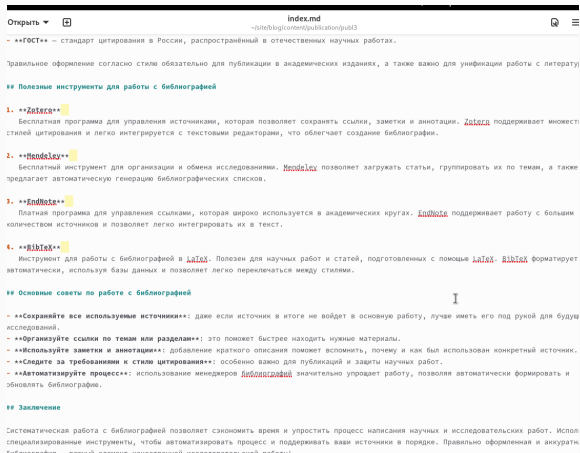 Открыть
index.md
~/site/blog/content/publication/publ3
- **ГОСТ** — стандарт цитирования в России, распространённый в отечественных научных работах.
Правильное оформление согласно стилю обязательно для публикаций в академических изданиях, а также важно для унификации работы с
## Полезные инструменты для работы с библиографией
1. **Zotero**
Бесплатная программа для управления источниками, которая позволяет сохранять ссылки, заметки и аннотации. Zotero поддерживает
стилей цитирования и легко интегрируется с текстовыми редакторами, что облегчает создание библиографии.
2. **Mendeley**
Бесплатный инструмент для организации и обмена исследованиями. Mendeley позволяет загружать статьи, группировать их по темам, а также
предлагает автоматическую генерацию библиографических списков.
3. **EndNote**
Платная программа для управления ссылками, которая широко используется в академических кругах. EndNote поддерживает работу с большим
количеством источников и позволяет легко интегрировать их в текст.
4. **BibTeX**
Инструмент для работы с библиографией в LaTeX. Полезен для научных работ и статей, подготовленных с помощью LaTeX. BibTeX форматирует
автоматически, используя базы данных и позволяет легко переключаться между стилями.
## Основные советы по работе с библиографией
- **Сохраняйте все используемые источники**: даже если источник в итоге не войдет в основную работу, лучше иметь его под рукой для
исследований.
- **Организуйте ссылки по темам или разделам**: это поможет быстрее находить нужные материалы.
- **Используйте заметки и аннотации**: добавление краткого описания поможет вспомнить, почему и как был использован конкретный источник.
- **Следите за требованиями к стилю цитирования**: особенно важно для публикаций и защиты научных работ.
- **Автоматизируйте процесс**: использование менеджеров библиографий значительно упрощает работу, позволяя автоматически формировать и
обновлять библиографию.
## Заключение
Систематическая работа с библиографией позволяет сэкономить время и упростить процесс написания научных и исследовательских работ.
специализированные инструменты, чтобы автоматизировать процесс и поддерживать ваши источники в порядке. Правильно оформленная и